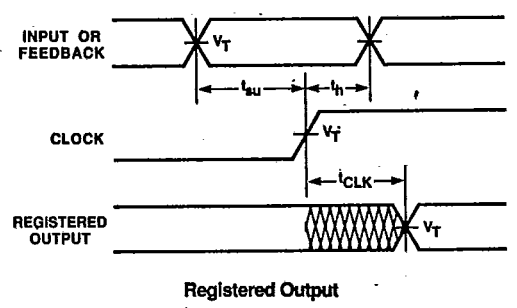 INPUT OR
FEEDBACK
VT
tsu
th
CLOCK
VT
tCLK
REGISTERED
OUTPUT
VT
Registered Output